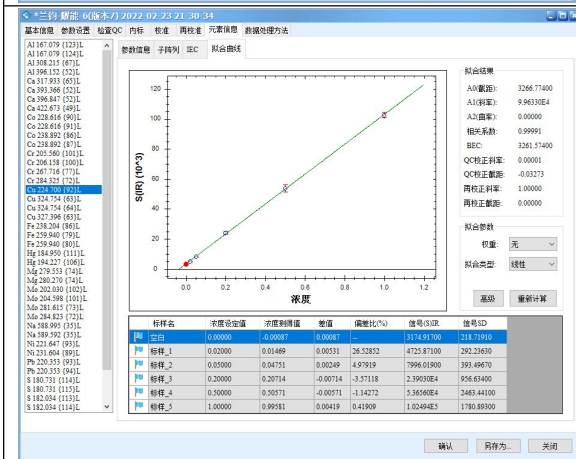 *兰钧-耀能-6(版本7) 2022-02-23 21-30-34
基本信息 参数设置 检查QC 内标 校准 再校准 元素信息 数据处理方法
参数信息 子阵列 IEC 拟合曲线
Al 167.079 {123}L
Al 167.079 {124}L
Al 308.215 {67}L
Al 396.152 {52}L
Ca 317.933 {65}L
Ca 393.366 {52}L
Ca 396.847 {52}L
Ca 422.673 {49}L
Co 228.616 {90}L
Co 228.616 {91}L
Co 238.892 {86}L
Co 238.892 {87}L
Cr 205.560 {101}L
Cr 206.158 {100}L
Cr 267.716 {77}L
Cr 284.325 {72}L
Cu 224.700 {92}L
Cu 324.754 {63}L
Cu 324.754 {64}L
Cu 327.396 {63}L
Fe 238.204 {86}L
Fe 259.940 {79}L
Fe 259.940 {80}L
Hg 184.950 {111}L
Hg 194.227 {106}L
Mg 279.553 {74}L
Mg 280.270 {74}L
Mo 202.030 {102}L
Mo 204.598 {101}L
Mo 281.615 {73}L
Mo 284.823 {72}L
Na 588.995 {35}L
Na 589.592 {35}L
Ni 221.647 {93}L
Ni 231.604 {89}L
Pb 220.353 {93}L
Pb 220.353 {94}L
S 180.731 {114}L
S 180.731 {115}L
S 182.034 {113}L
S 182.034 {114}L
S(IR) (10^3)
120
100
80
60
40
20
0
0.0 0.2 0.4 0.6 0.8 1.0 1.2
浓度
拟合结果
A0(截距): 3266.77400
A1(斜率): 9.96330E4
A2(曲率): 0.00000
相关系数: 0.99991
BEC: 3261.57400
QC校正斜率: 0.00001
QC校正截距: -0.03273
再校正斜率: 1.00000
再校正截距: 0.00000
拟合参数
权重: 无
拟合类型: 线性
高级 重新计算
标样名 浓度设定值 浓度测得值 差值 偏差比(%) 信号(S)IR 信号SD
空白 0.00000 -0.00087 0.00087 -- 3174.91700 218.71910
标样_1 0.02000 0.01469 0.00531 26.52852 4725.87100 292.23630
标样_2 0.05000 0.04751 0.00249 4.97919 7996.01900 393.49670
标样_3 0.20000 0.20714 -0.00714 -3.57118 2.39030E4 956.63400
标样_4 0.50000 0.50571 -0.00571 -1.14272 5.36560E4 2463.44100
标样_5 1.00000 0.99581 0.00419 0.41909 1.02494E5 1780.89300
确认 另存为... 关闭